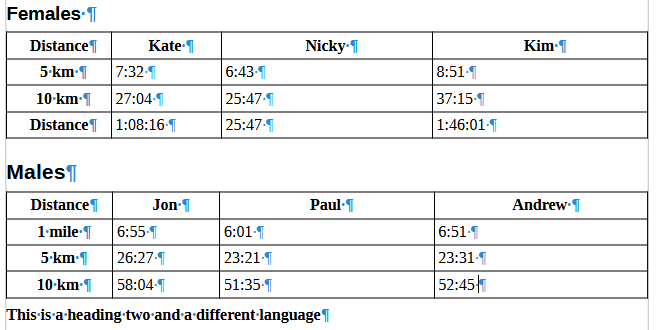 Females
Distance Kate Nicky Kim
5 km 7:32 6:43 8:51
10 km 27:04 25:47 37:15
Distance 1:08:16 25:47 1:46:01
Males
Distance Jon Paul Andrew
1 mile 6:55 6:01 6:51
5 km 26:27 23:21 23:31
10 km 58:04 51:35 52:45
This is a heading two and a different language